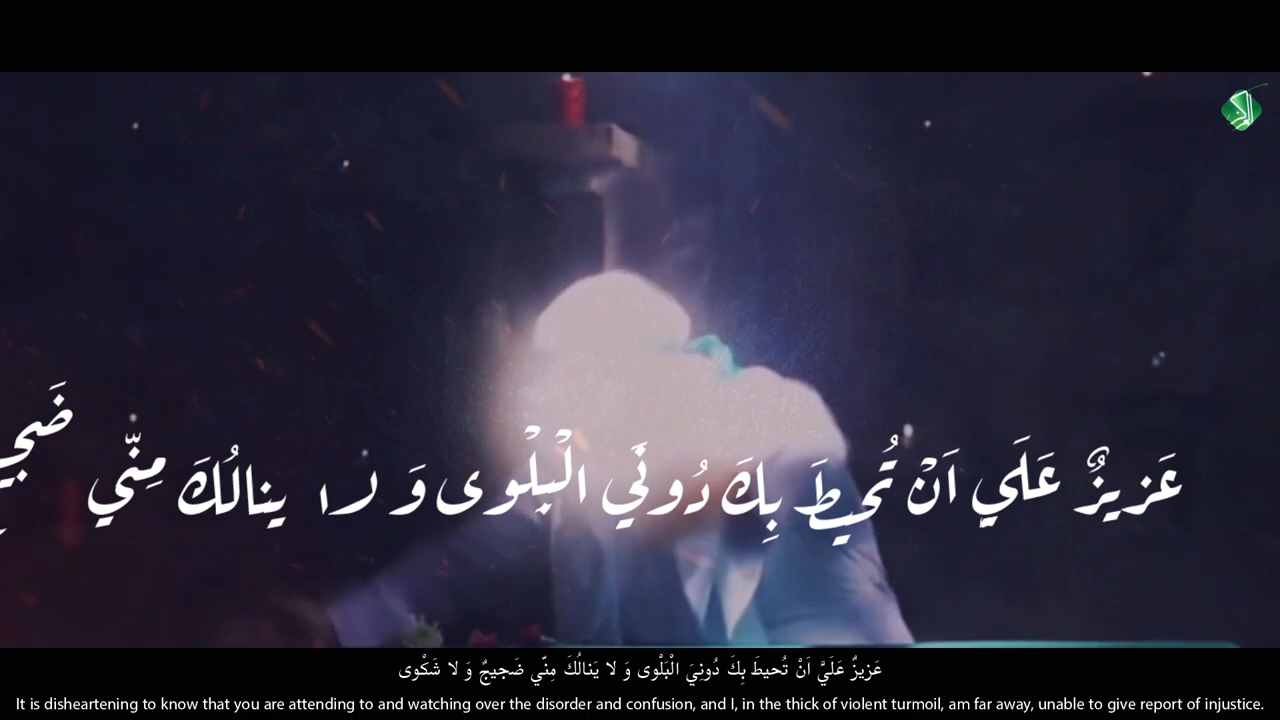 عَزيزٌ عَلَي اَنْ تُحيطَ بِكَ دُونَي الْبَلْوى وَ لا ينالُكَ مِنّي
عَزيزٌ عَلَيَّ اَنْ تُحيطَ بِكَ دُونِيَ الْبَلْوى وَ لا يَنالُكَ مِنّي ضَجيجٌ وَ لا شَكْوى
It is disheartening to know that you are attending to and watching over the disorder and confusion, and I, in the thick of violent turmoil, am far away, unable to give report of injustice.